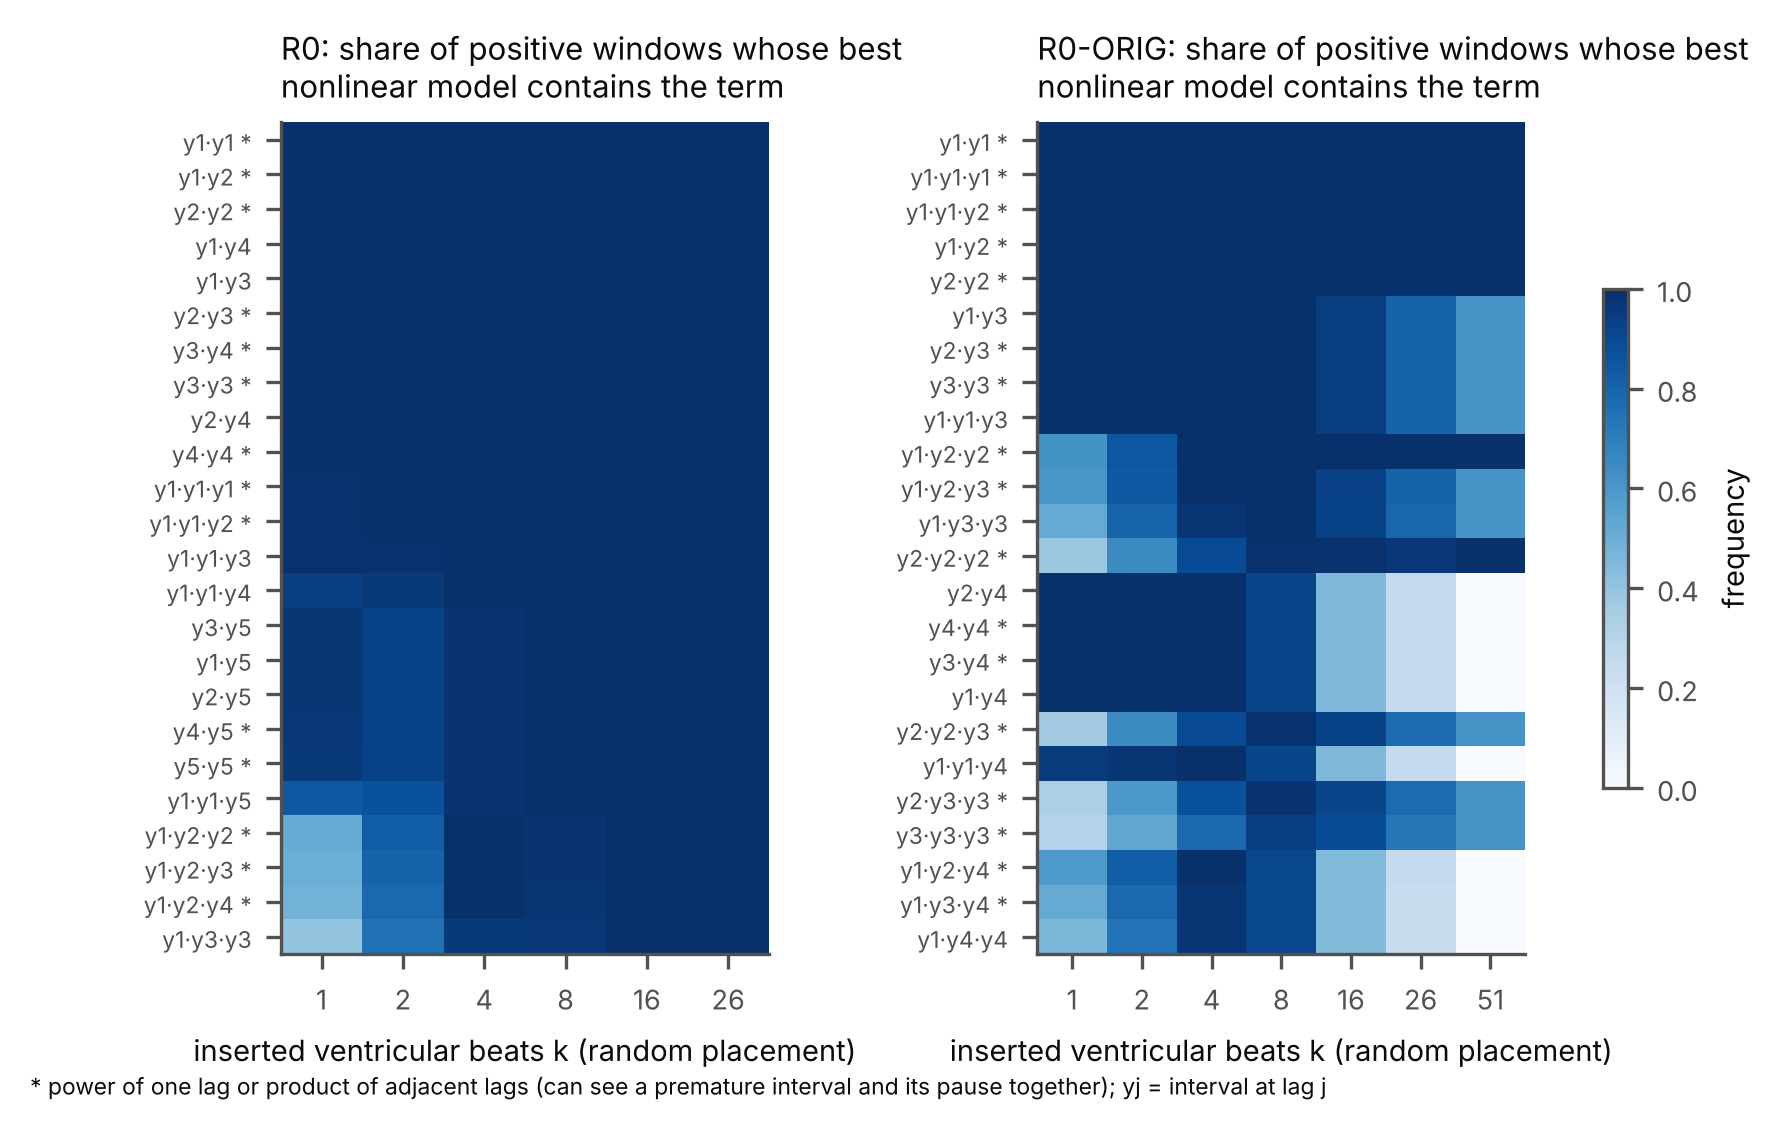 R0: share of positive windows whose best
nonlinear model contains the term
y1·y1 *
y1·y2 *
y2·y2 *
y1·y4
y1·y3
y2·y3 *
y3·y4 *
y3·y3 *
y2·y4
y4·y4 *
y1·y1·y1 *
y1·y1·y2 *
y1·y1·y3
y1·y1·y4
y3·y5
y1·y5
y2·y5
y4·y5 *
y5·y5 *
y1·y1·y5
y1·y2·y2 *
y1·y2·y3 *
y1·y2·y4 *
y1·y3·y3
1 2 4 8 16 26
inserted ventricular beats k (random placement)
R0-ORIG: share of positive windows whose best
nonlinear model contains the term
y1·y1 *
y1·y1·y1 *
y1·y1·y2 *
y1·y2 *
y2·y2 *
y1·y3
y2·y3 *
y3·y3 *
y1·y1·y3
y1·y2·y2 *
y1·y2·y3 *
y1·y3·y3
y2·y2·y2 *
y2·y4
y4·y4 *
y3·y4 *
y1·y4
y2·y2·y3 *
y1·y1·y4
y2·y3·y3 *
y3·y3·y3 *
y1·y2·y4 *
y1·y3·y4 *
y1·y4·y4
1 2 4 8 16 26 51
inserted ventricular beats k (random placement)
1.0
0.8
0.6
0.4
0.2
0.0
frequency
* power of one lag or product of adjacent lags (can see a premature interval and its pause together); yj = interval at lag j